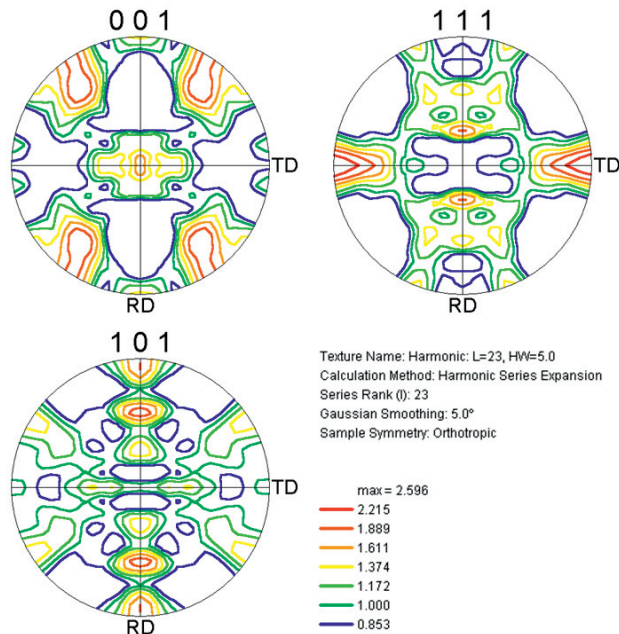 0 0 1
1 1 1
TD
TD
RD
RD
1 0 1
TD
RD
Texture Name: Harmonic: L=23, HW=5.0
Calculation Method: Harmonic Series Expansion
Series Rank (l): 23
Gaussian Smoothing: 5.0°
Sample Symmetry: Orthotropic
max = 2.596
2.215
1.889
1.611
1.374
1.172
1.000
0.853